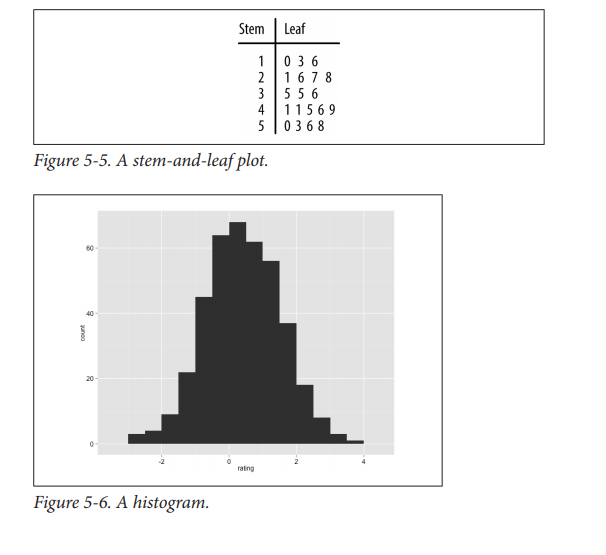 Stem Leaf
1 0 3 6
2 1 6 7 8
3 5 5 6
4 1 1 5 6 9
5 0 3 6 8
Figure 5-5. A stem-and-leaf plot.
60
40
count
20
0
-2 0 2 4
rating
Figure 5-6. A histogram.